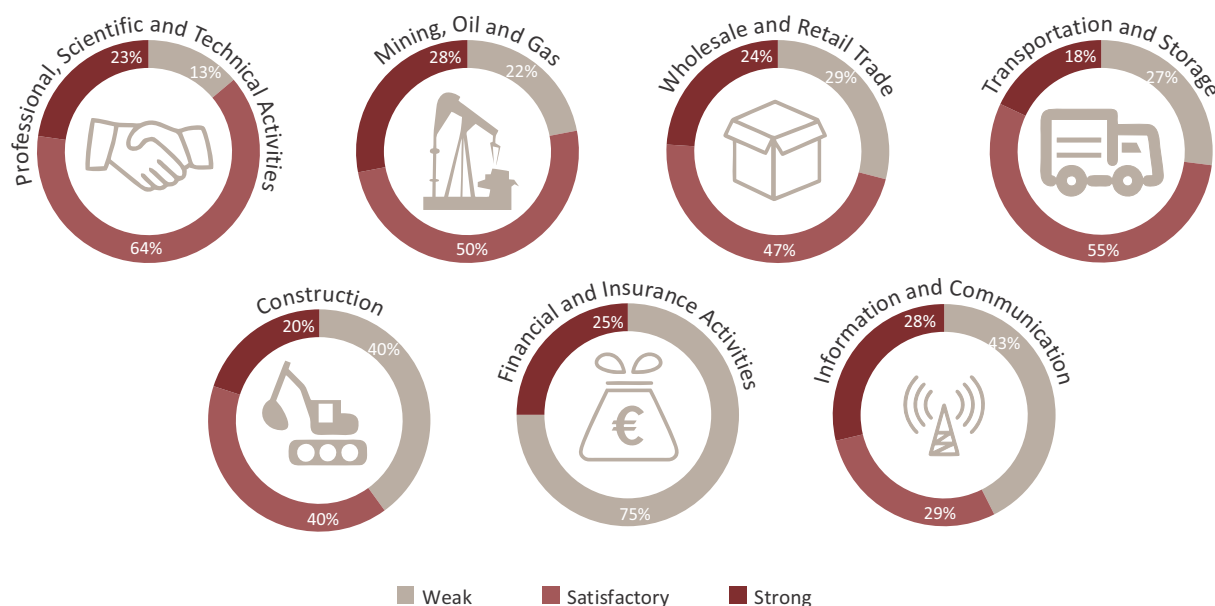 Professional, Scientific and Technical Activities
23%
13%
64%
Mining, Oil and Gas
28%
22%
50%
Wholesale and Retail Trade
24%
29%
47%
Transportation and Storage
18%
27%
55%
Construction
20%
40%
40%
Financial and Insurance Activities
25%
€
75%
Information and Communication
28%
43%
29%
Weak
Satisfactory
Strong